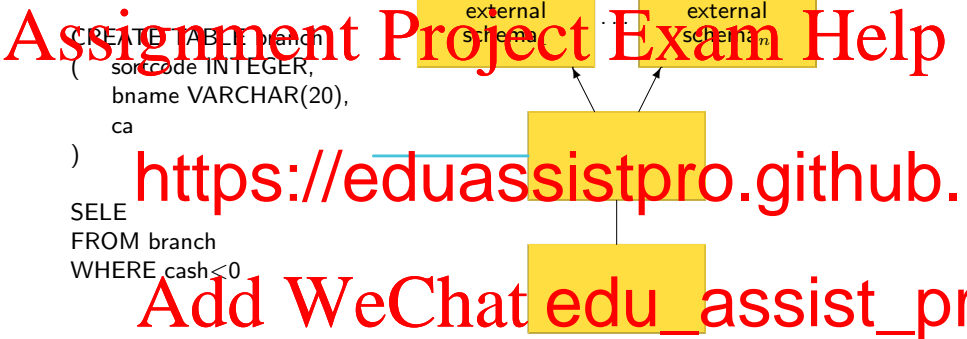 external
external
schema
. . .
schemaₙ
Assignment Project Exam Help
CREATE TABLE branch
( sortcode INTEGER,
bname VARCHAR(20),
ca
)
https://eduassistpro.github.
SELE
FROM branch
WHERE cash<0
Add WeChat edu_assist_pr